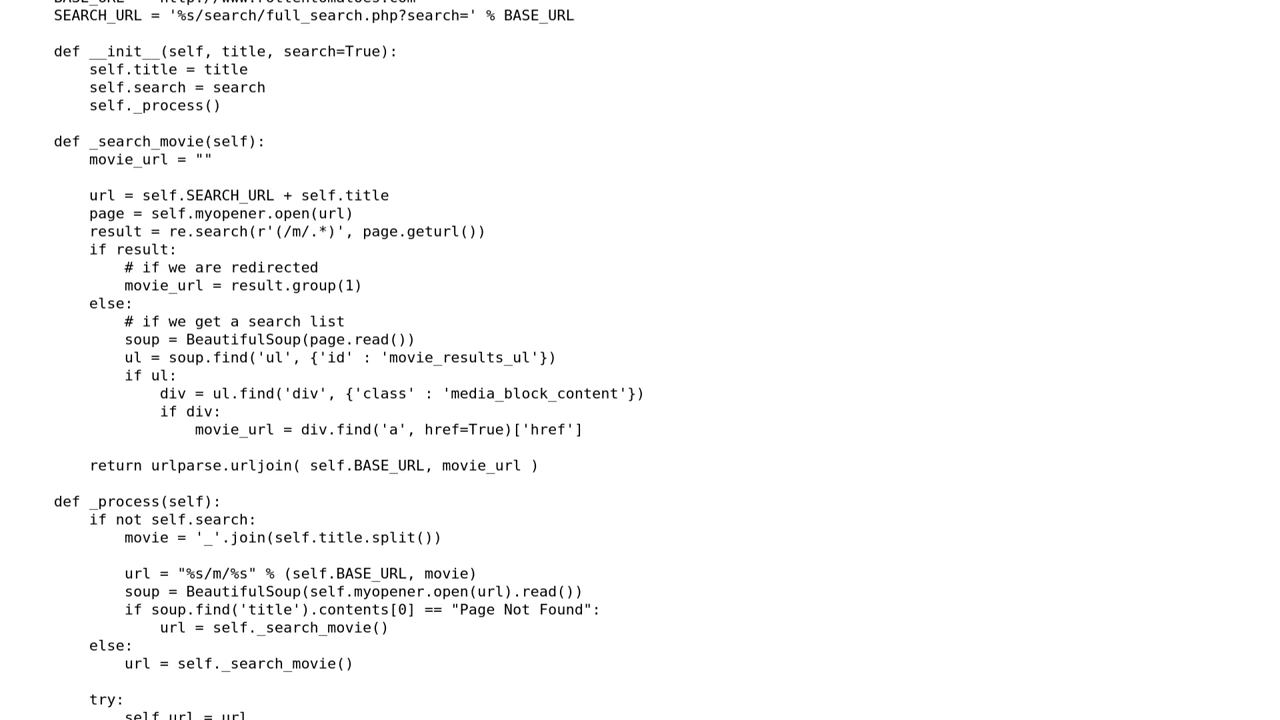 SEARCH_URL = '%s/search/full_search.php?search=' % BASE_URL

    def __init__(self, title, search=True):
        self.title = title
        self.search = search
        self._process()

    def _search_movie(self):
        movie_url = ""

        url = self.SEARCH_URL + self.title
        page = self.myopener.open(url)
        result = re.search(r'(/m/.*)', page.geturl())
        if result:
            # if we are redirected
            movie_url = result.group(1)
        else:
            # if we get a search list
            soup = BeautifulSoup(page.read())
            ul = soup.find('ul', {'id' : 'movie_results_ul'})
            if ul:
                div = ul.find('div', {'class' : 'media_block_content'})
                if div:
                    movie_url = div.find('a', href=True)['href']

        return urlparse.urljoin( self.BASE_URL, movie_url )

    def _process(self):
        if not self.search:
            movie = '_'.join(self.title.split())

            url = "%s/m/%s" % (self.BASE_URL, movie)
            soup = BeautifulSoup(self.myopener.open(url).read())
            if soup.find('title').contents[0] == "Page Not Found":
                url = self._search_movie()
        else:
            url = self._search_movie()

        try:
            self.url = url